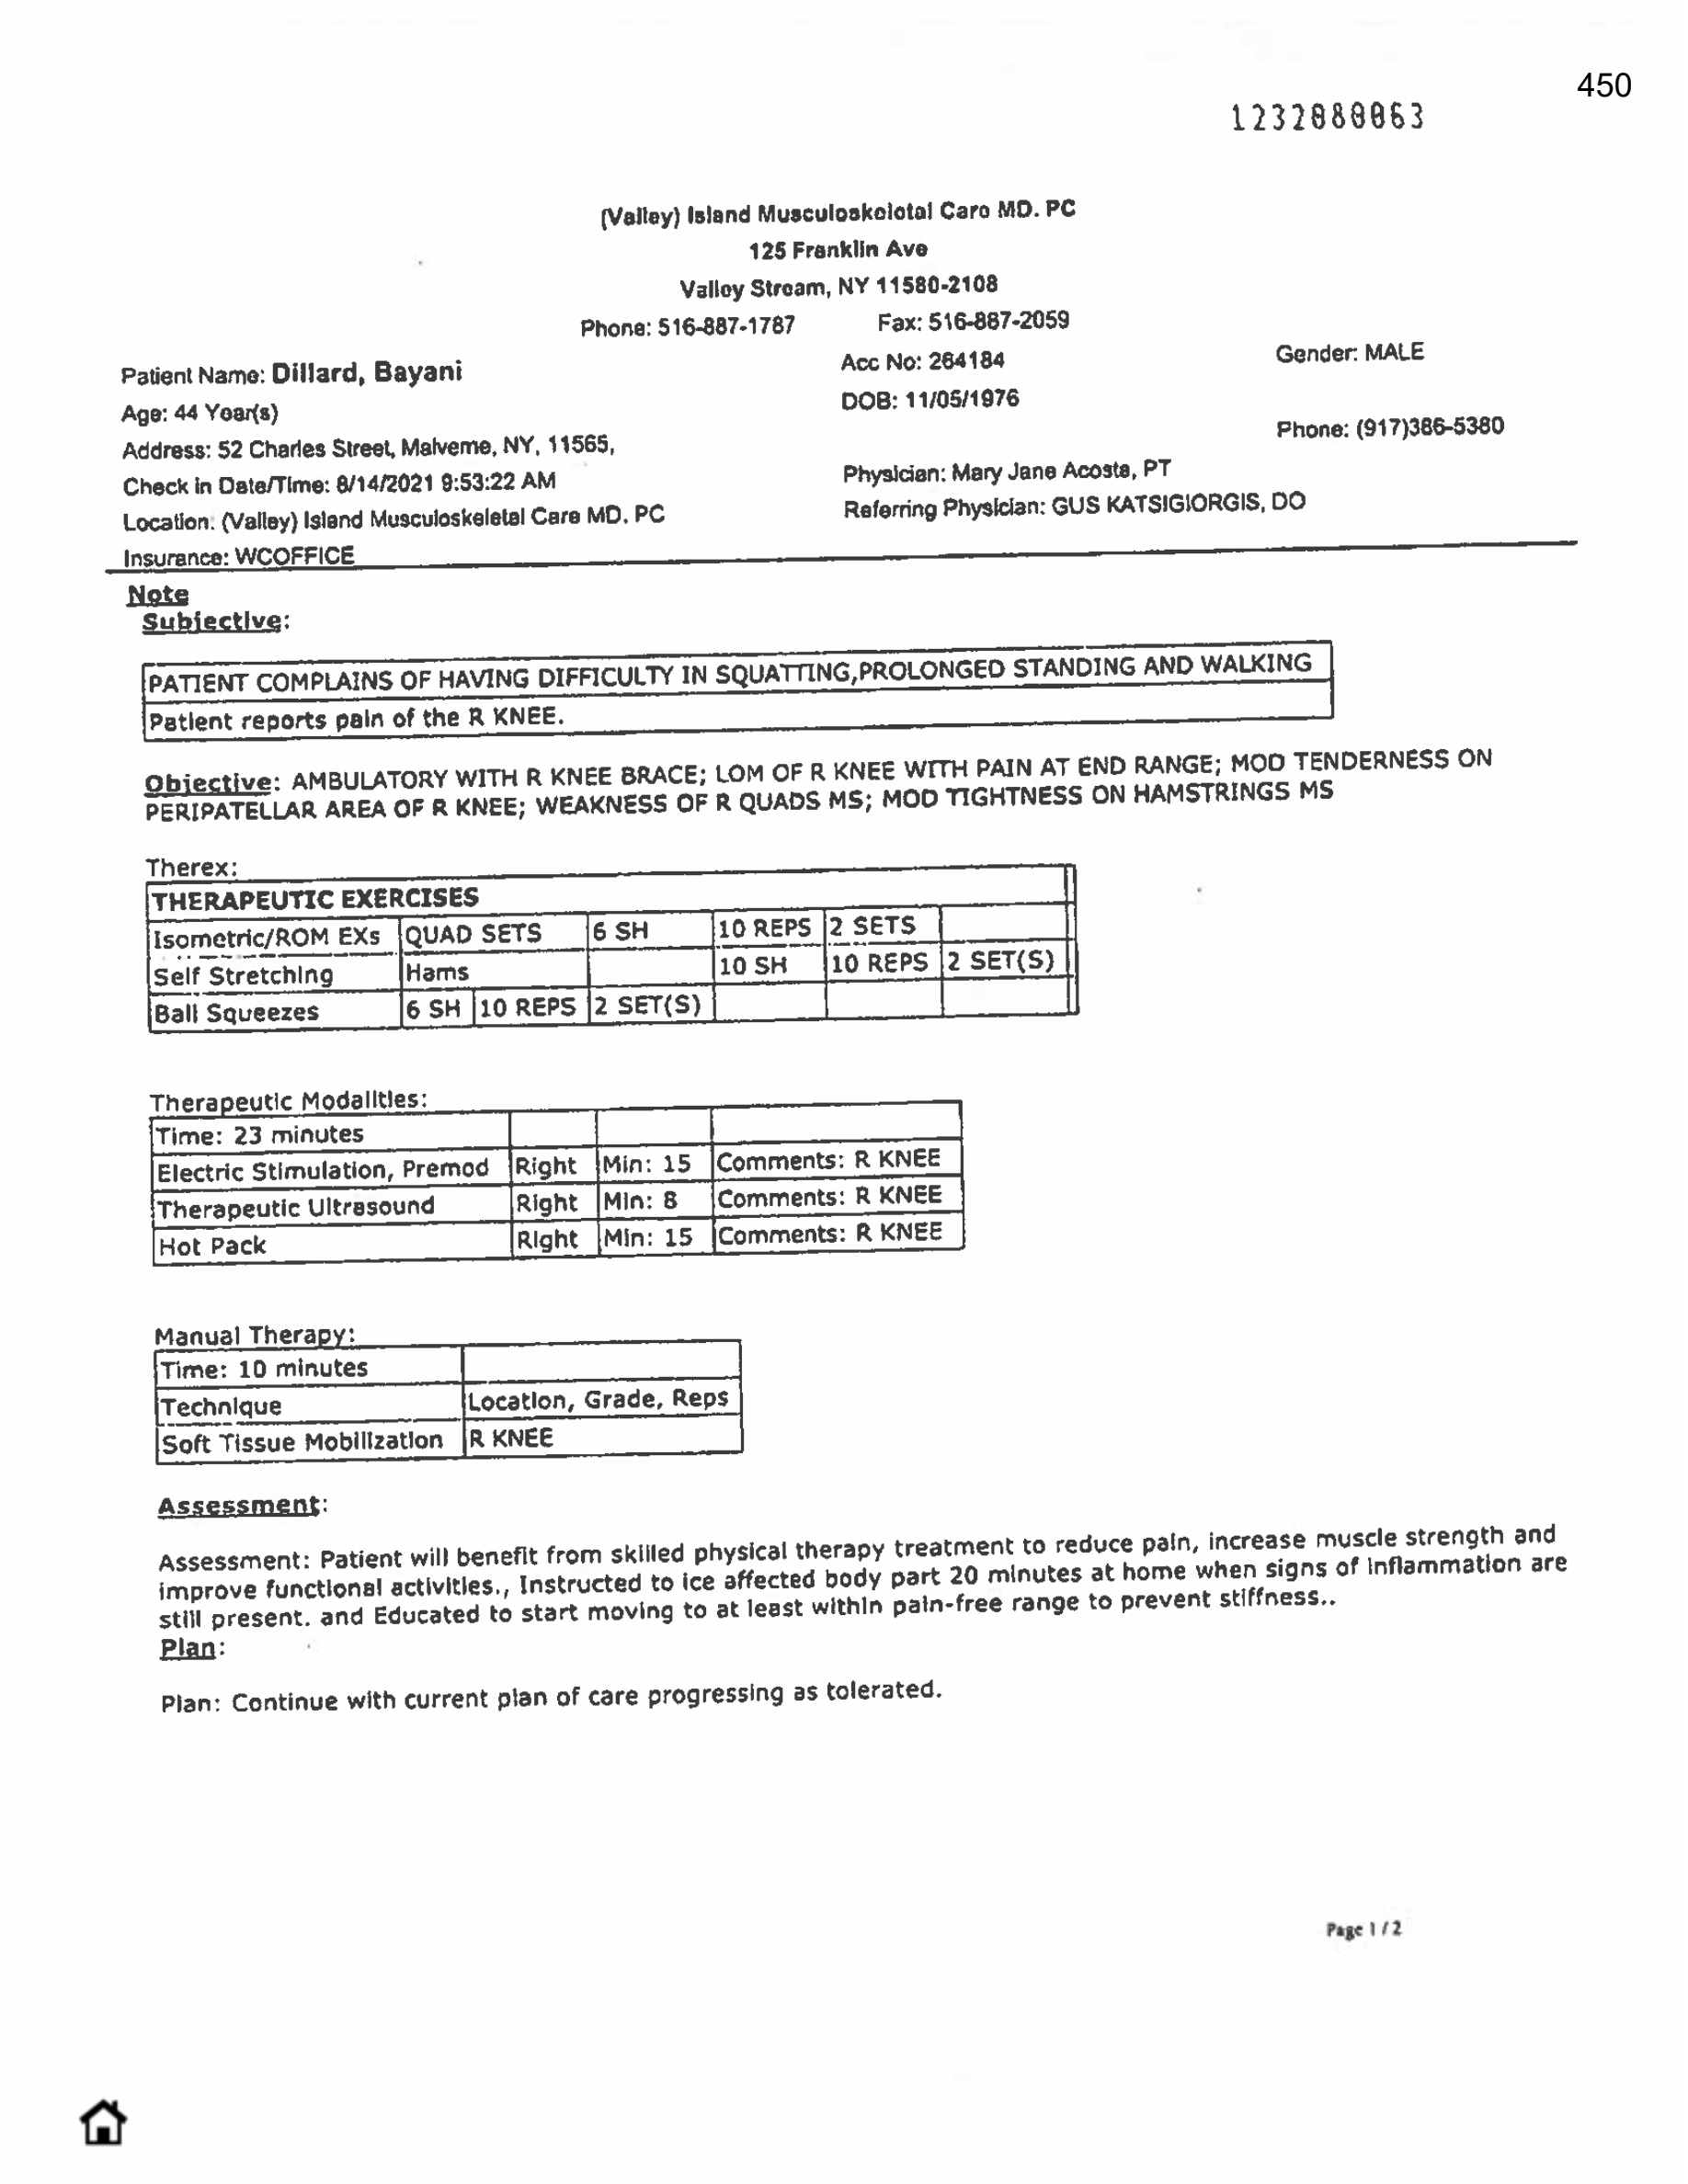 450
1232080063
(Valley) Island Musculoskeletal Care MD. PC
125 Franklin Ave
Valley Stream, NY 11580-2108
Phone: 516-887-1787 Fax: 516-887-2059
Patient Name: Dillard, Bayani Acc No: 264184 Gender: MALE
Age: 44 Year(s) DOB: 11/05/1976
Address: 52 Charles Street, Malverne, NY, 11565, Phone: (917)386-5380
Check in Date/Time: 8/14/2021 9:53:22 AM Physician: Mary Jane Acosta, PT
Location: (Valley) Island Musculoskeletal Care MD. PC Referring Physician: GUS KATSIGIORGIS, DO
Insurance: WCOFFICE
Note
Subjective:
PATIENT COMPLAINS OF HAVING DIFFICULTY IN SQUATTING,PROLONGED STANDING AND WALKING
Patient reports pain of the R KNEE.
Objective: AMBULATORY WITH R KNEE BRACE; LOM OF R KNEE WITH PAIN AT END RANGE; MOD TENDERNESS ON
PERIPATELLAR AREA OF R KNEE; WEAKNESS OF R QUADS MS; MOD TIGHTNESS ON HAMSTRINGS MS
Therex:
THERAPEUTIC EXERCISES
Isometric/ROM EXs QUAD SETS 6 SH 10 REPS 2 SETS
Self Stretching Hams 10 SH 10 REPS 2 SET(S)
Ball Squeezes 6 SH 10 REPS 2 SET(S)
Therapeutic Modalities:
Time: 23 minutes
Electric Stimulation, Premod Right Min: 15 Comments: R KNEE
Therapeutic Ultrasound Right Min: 8 Comments: R KNEE
Hot Pack Right Min: 15 Comments: R KNEE
Manual Therapy:
Time: 10 minutes
Technique Location, Grade, Reps
Soft Tissue Mobilization R KNEE
Assessment:
Assessment: Patient will benefit from skilled physical therapy treatment to reduce pain, increase muscle strength and
improve functional activities., Instructed to ice affected body part 20 minutes at home when signs of inflammation are
still present. and Educated to start moving to at least within pain-free range to prevent stiffness..
Plan:
Plan: Continue with current plan of care progressing as tolerated.
Page 1 / 2